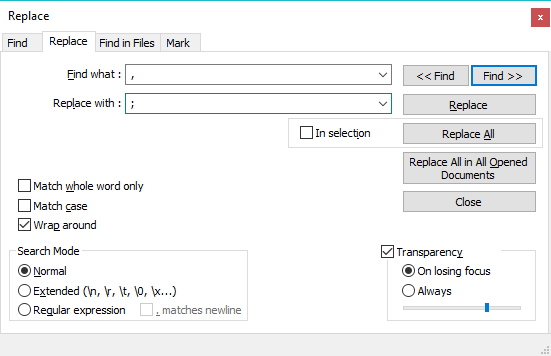 Replace
x
Find Replace Find in Files Mark
Find what : , << Find Find >>
Replace with : ; Replace
In selection Replace All
Replace All in All Opened
Documents
Match whole word only
Match case Close
Wrap around
Search Mode Transparency
Normal On losing focus
Extended (\n, \r, \t, \0, \x...) Always
Regular expression . matches newline